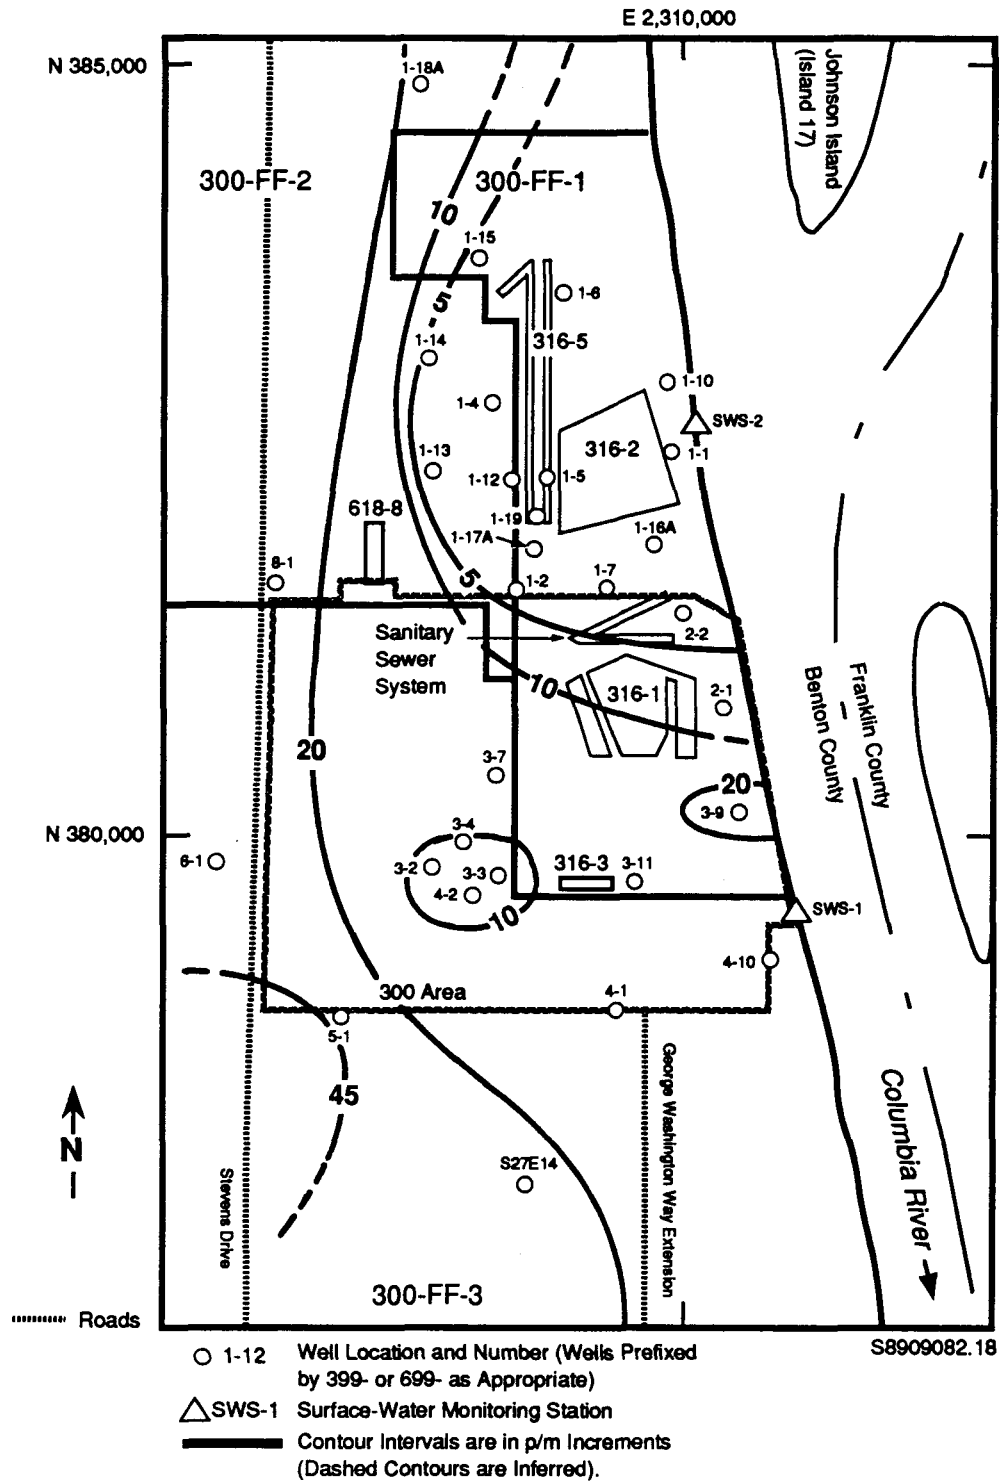 E 2,310,000
N 385,000
1-18A
Johnson Island
(Island 17)
300-FF-2
300-FF-1
10
1-15
1-6
5
316-5
1-14
1-10
1-4
SWS-2
316-2
1-1
1-13
1-12
1-5
618-8
1-19
1-17A
1-16A
8-1
5
1-2
1-7
Sanitary
Sewer
System
2-2
10
316-1
2-1
Franklin County
Benton County
20
3-7
20
3-9
N 380,000
3-4
6-1
3-2
3-3
316-3
3-11
4-2
10
SWS-1
4-10
300 Area
4-1
5-1
45
George Washington Way Extension
Columbia River
N
S27E14
Stevens Drive
300-FF-3
Roads
S8909082.18
1-12 Well Location and Number (Wells Prefixed
by 399- or 699- as Appropriate)
SWS-1 Surface-Water Monitoring Station
Contour Intervals are in p/m Increments
(Dashed Contours are Inferred).